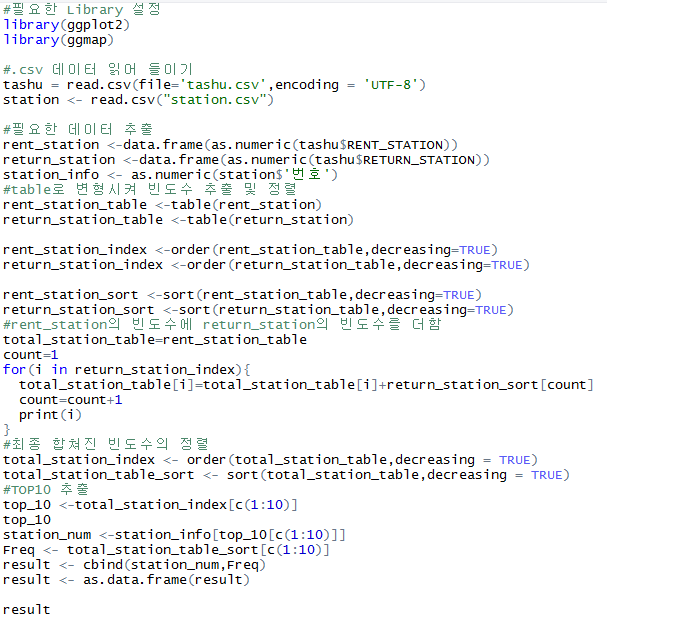 #필요한 Library 설정
library(ggplot2)
library(ggmap)
#.csv 데이터 읽어 들이기
tashu = read.csv(file='tashu.csv',encoding = 'UTF-8')
station <- read.csv("station.csv")
#필요한 데이터 추출
rent_station <-data.frame(as.numeric(tashu$RENT_STATION))
return_station <-data.frame(as.numeric(tashu$RETURN_STATION))
station_info <- as.numeric(station$'번호')
#table로 변형시켜 빈도수 추출 및 정렬
rent_station_table <-table(rent_station)
return_station_table <-table(return_station)
rent_station_index <-order(rent_station_table,decreasing=TRUE)
return_station_index <-order(return_station_table,decreasing=TRUE)
rent_station_sort <-sort(rent_station_table,decreasing=TRUE)
return_station_sort <-sort(return_station_table,decreasing=TRUE)
#rent_station의 빈도수에 return_station의 빈도수를 더함
total_station_table=rent_station_table
count=1
for(i in return_station_index){
  total_station_table[i]=total_station_table[i]+return_station_sort[count]
  count=count+1
  print(i)
}
#최종 합쳐진 빈도수의 정렬
total_station_index <- order(total_station_table,decreasing = TRUE)
total_station_table_sort <- sort(total_station_table,decreasing = TRUE)
#TOP10 추출
top_10 <-total_station_index[c(1:10)]
top_10
station_num <-station_info[top_10[c(1:10)]]
Freq <- total_station_table_sort[c(1:10)]
result <- cbind(station_num,Freq)
result <- as.data.frame(result)
result